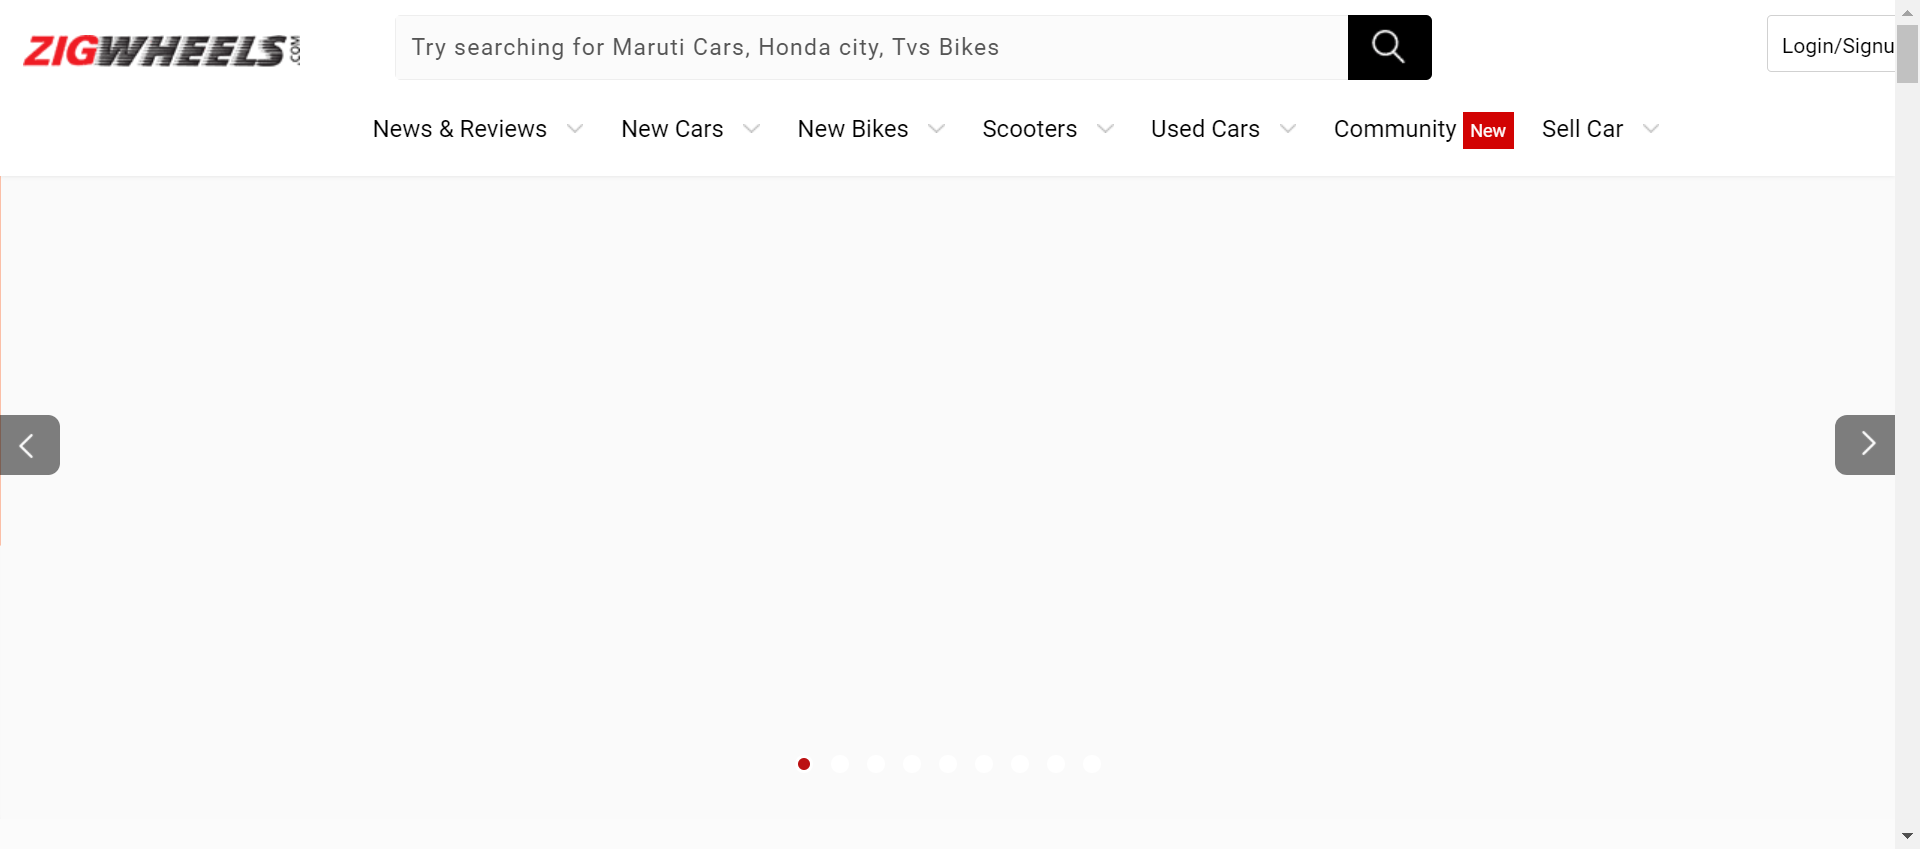 ZIGWHEELS.COM
Try searching for Maruti Cars, Honda city, Tvs Bikes
Login/Signu
News & Reviews New Cars New Bikes Scooters Used Cars Community New Sell Car